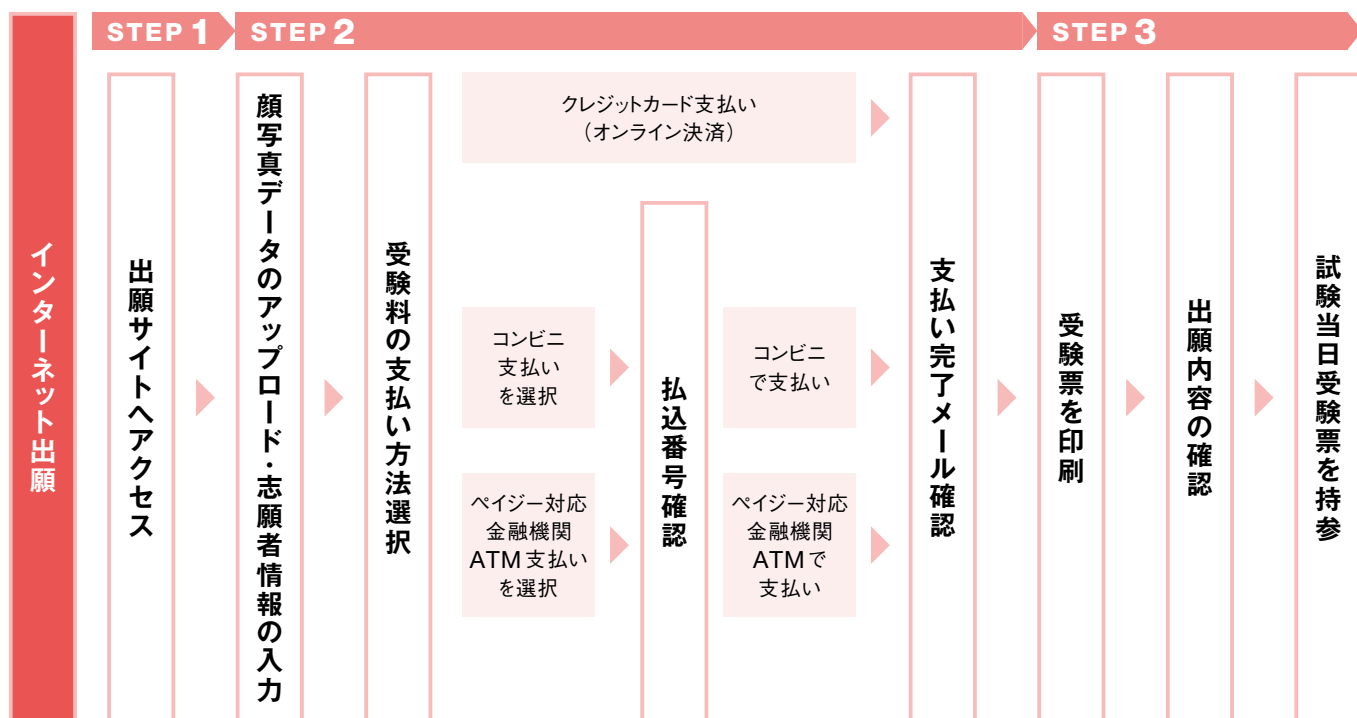 インターネット出願
STEP 1
STEP 2
STEP 3
出願サイトへアクセス
顔写真データのアップロード・志願者情報の入力
受験料の支払い方法選択
クレジットカード支払い
（オンライン決済）
コンビニ
支払い
を選択
ペイジー対応
金融機関
ATM支払い
を選択
払込番号確認
コンビニ
で支払い
ペイジー対応
金融機関
ATMで
支払い
支払い完了メール確認
受験票を印刷
出願内容の確認
試験当日受験票を持参